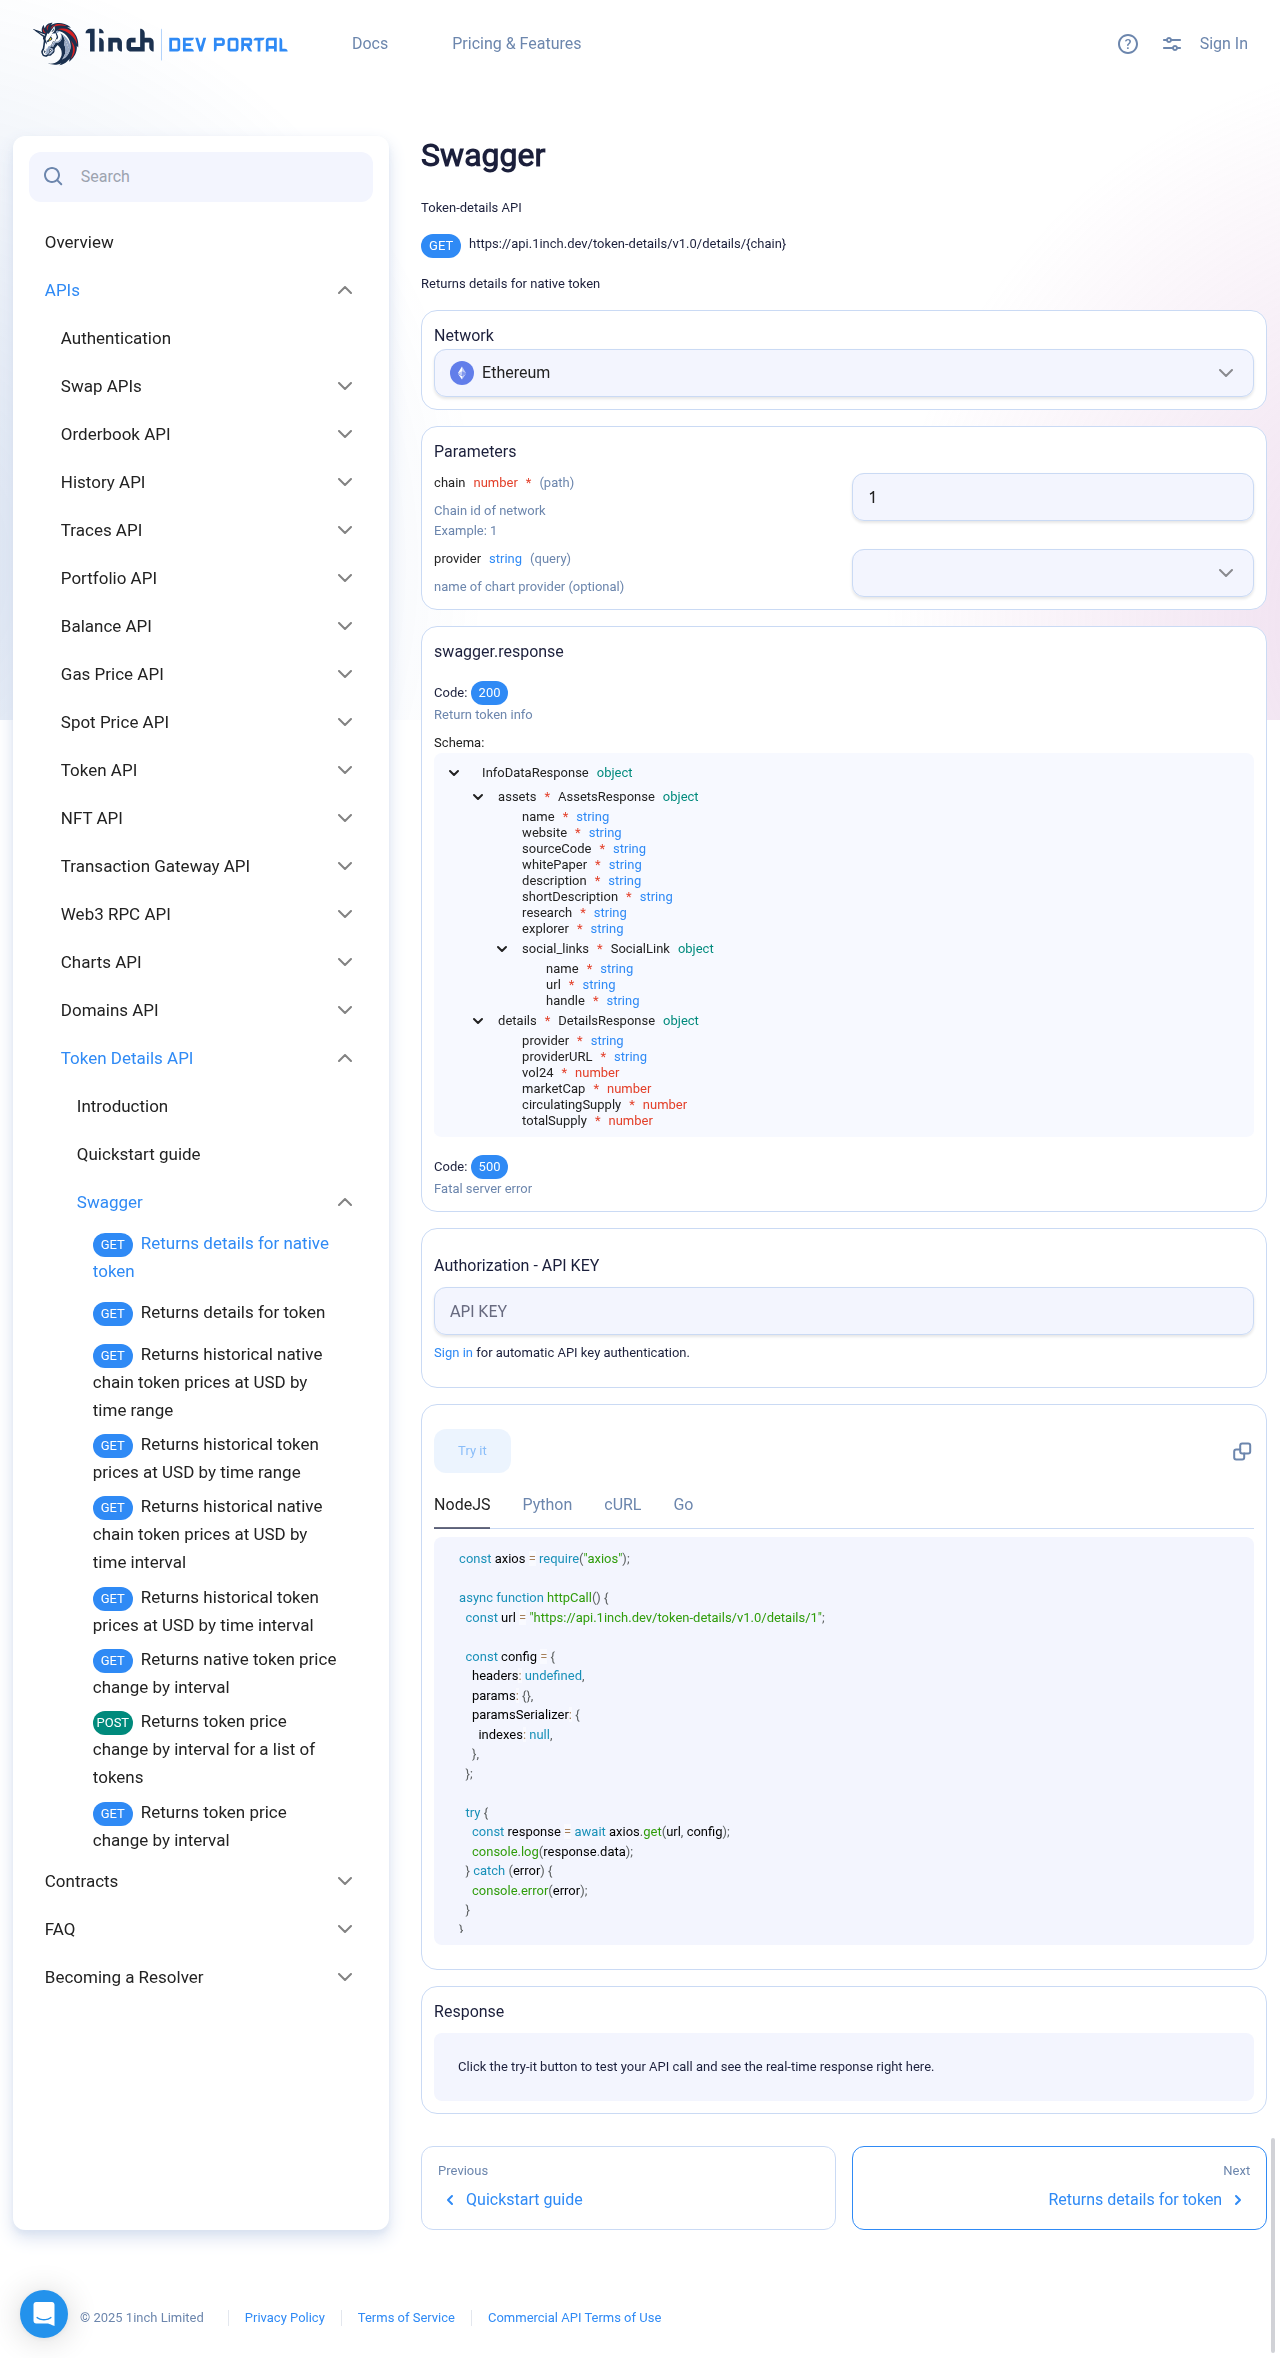 1inch DEV PORTAL
Docs
Pricing & Features
Sign In
Search
Overview
APIs
Authentication
Swap APIs
Orderbook API
History API
Traces API
Portfolio API
Balance API
Gas Price API
Spot Price API
Token API
NFT API
Transaction Gateway API
Web3 RPC API
Charts API
Domains API
Token Details API
Introduction
Quickstart guide
Swagger
GET Returns details for native
token
GET Returns details for token
GET Returns historical native
chain token prices at USD by
time range
GET Returns historical token
prices at USD by time range
GET Returns historical native
chain token prices at USD by
time interval
GET Returns historical token
prices at USD by time interval
GET Returns native token price
change by interval
POST Returns token price
change by interval for a list of
tokens
GET Returns token price
change by interval
Contracts
FAQ
Becoming a Resolver
Swagger
Token-details API
GET https://api.1inch.dev/token-details/v1.0/details/{chain}
Returns details for native token
Network
Ethereum
Parameters
chain number * (path)
1
Chain id of network
Example: 1
provider string (query)
name of chart provider (optional)
swagger.response
Code: 200
Return token info
Schema:
InfoDataResponse object
assets * AssetsResponse object
name * string
website * string
sourceCode * string
whitePaper * string
description * string
shortDescription * string
research * string
explorer * string
social_links * SocialLink object
name * string
url * string
handle * string
details * DetailsResponse object
provider * string
providerURL * string
vol24 * number
marketCap * number
circulatingSupply * number
totalSupply * number
Code: 500
Fatal server error
Authorization - API KEY
API KEY
Sign in for automatic API key authentication.
Try it
NodeJS
Python
cURL
Go
const axios = require("axios");
async function httpCall() {
const url = "https://api.1inch.dev/token-details/v1.0/details/1";
const config = {
headers: undefined,
params: {},
paramsSerializer: {
indexes: null,
},
};
try {
const response = await axios.get(url, config);
console.log(response.data);
} catch (error) {
console.error(error);
}
}
Response
Click the try-it button to test your API call and see the real-time response right here.
Previous
Quickstart guide
Next
Returns details for token
© 2025 1inch Limited
Privacy Policy
Terms of Service
Commercial API Terms of Use